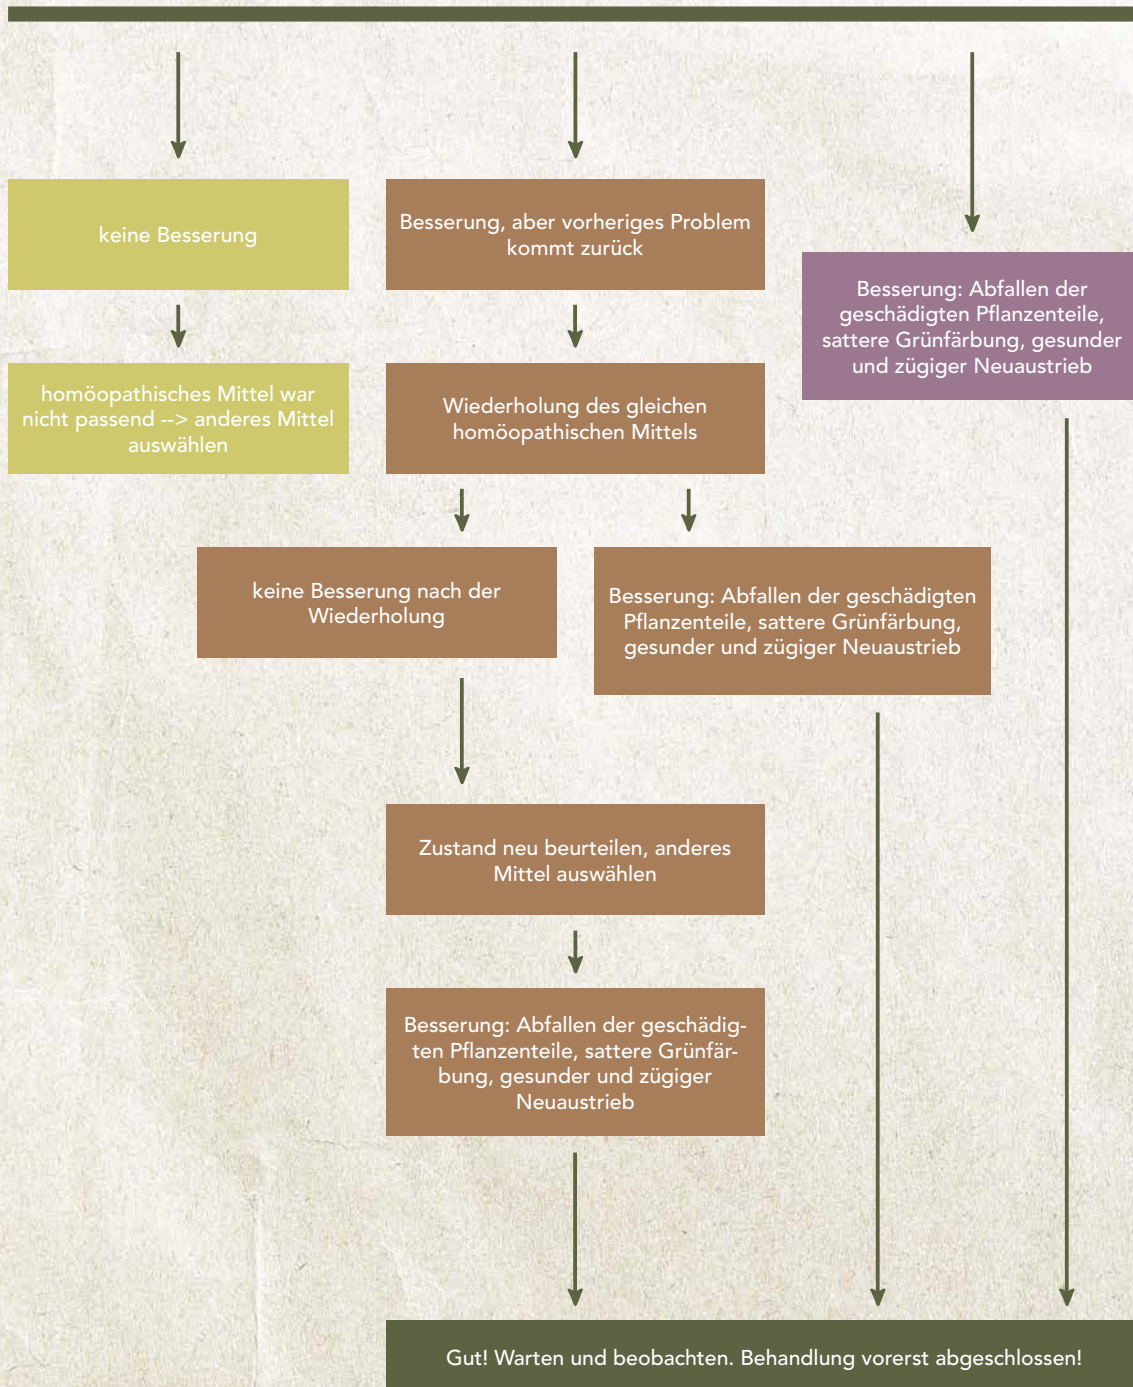 keine Besserung
Besserung, aber vorheriges Problem
kommt zurück
Besserung: Abfallen der
geschädigten Pflanzenteile,
sattere Grünfärbung, gesunder
und zügiger Neuaustrieb
homöopathisches Mittel war
nicht passend --> anderes Mittel
auswählen
Wiederholung des gleichen
homöopathischen Mittels
keine Besserung nach der
Wiederholung
Besserung: Abfallen der geschädigten
Pflanzenteile, sattere Grünfärbung,
gesunder und zügiger Neuaustrieb
Zustand neu beurteilen, anderes
Mittel auswählen
Besserung: Abfallen der geschädig-
ten Pflanzenteile, sattere Grünfär-
bung, gesunder und zügiger
Neuaustrieb
Gut! Warten und beobachten. Behandlung vorerst abgeschlossen!